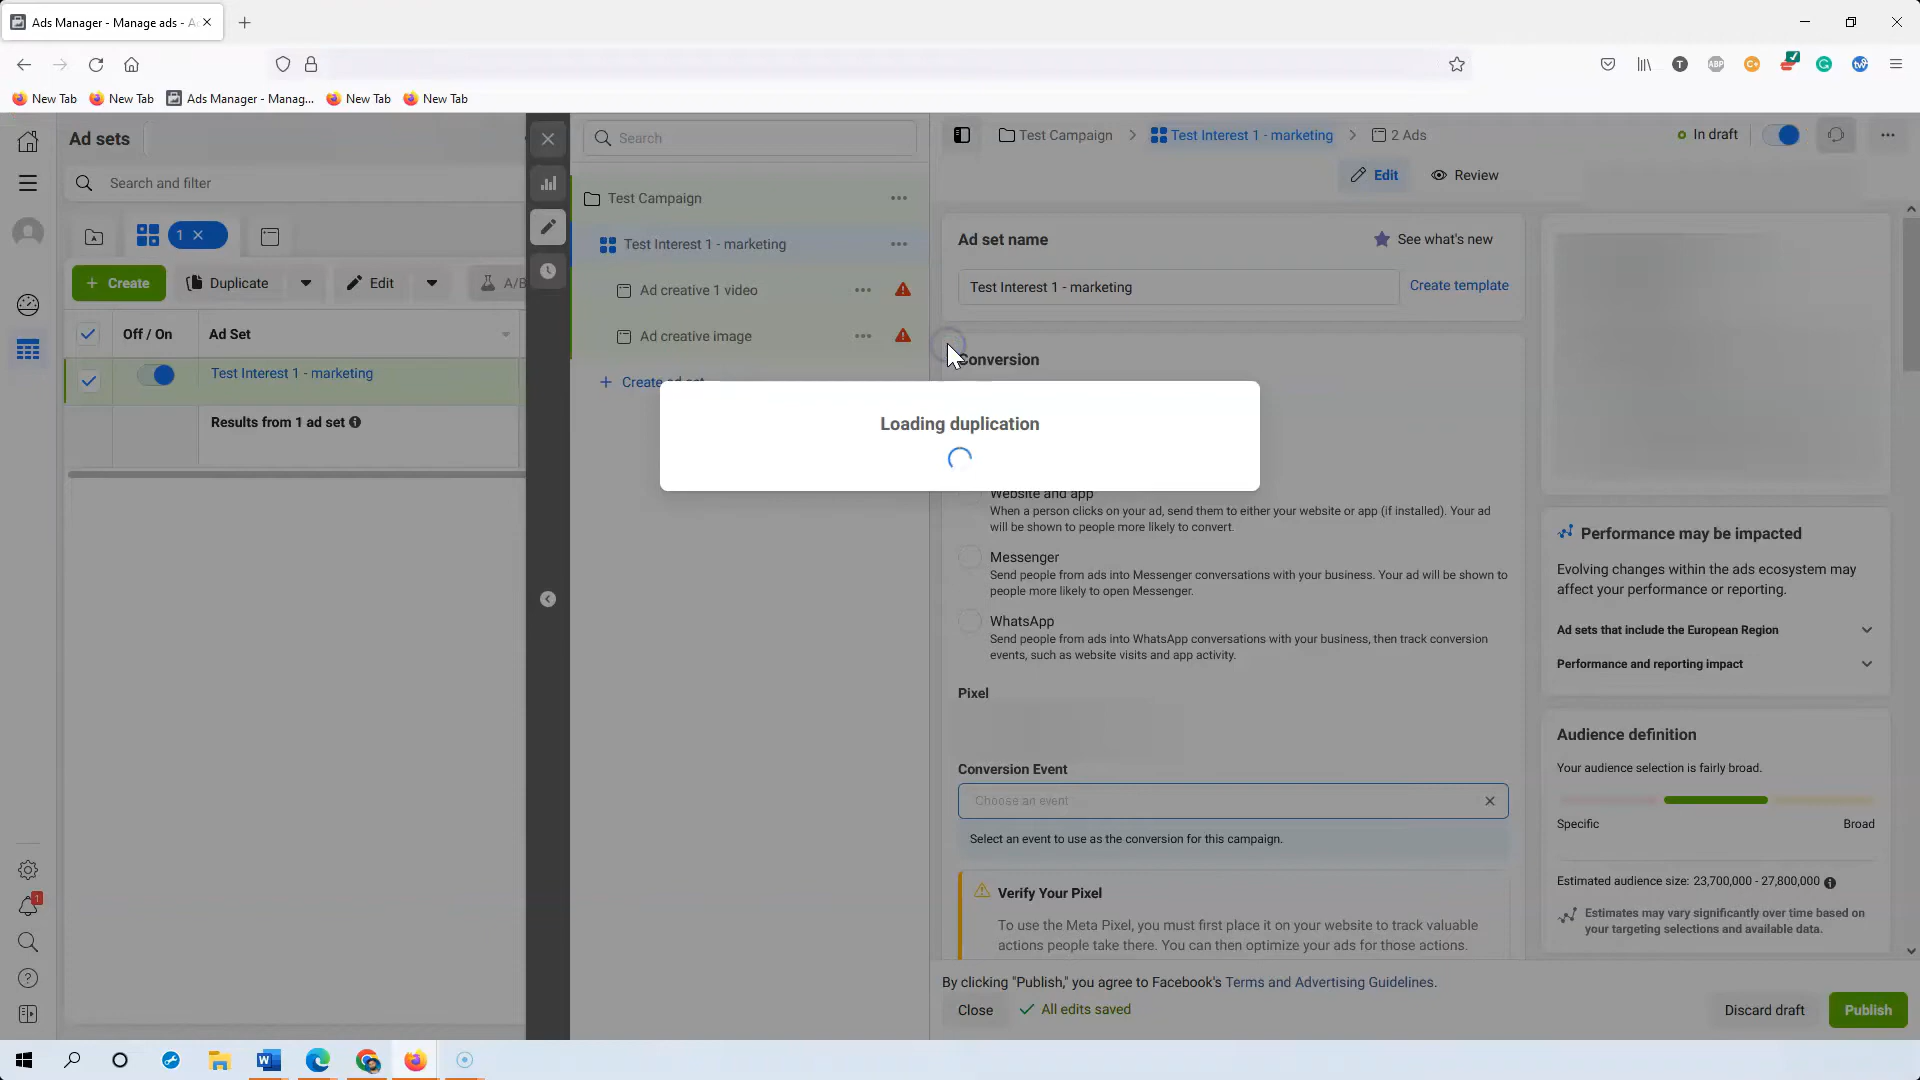 Ads Manager - Manage ads - A
New Tab
New Tab
Ads Manager - Manag...
New Tab
New Tab
ABP
Ad sets
Search and filter
1
Create
Duplicate
Edit
A/B
Off / On
Ad Set
Test Interest 1 - marketing
Results from 1 ad set
1
Search
Test Campaign
Test Interest 1 - marketing
Ad creative 1 video
Ad creative image
Create ad set
Test Campaign
Test Interest 1 - marketing
2 Ads
In draft
Edit
Review
Ad set name
See what's new
Test Interest 1 - marketing
Create template
Conversion
Loading duplication
Website and app
When a person clicks on your ad, send them to either your website or app (if installed). Your ad
will be shown to people more likely to convert.
Messenger
Send people from ads into Messenger conversations with your business. Your ad will be shown to
people more likely to open Messenger.
WhatsApp
Send people from ads into WhatsApp conversations with your business, then track conversion
events, such as website visits and app activity.
Pixel
Conversion Event
Choose an event
Select an event to use as the conversion for this campaign.
Verify Your Pixel
To use the Meta Pixel, you must first place it on your website to track valuable
actions people take there. You can then optimize your ads for those actions.
Performance may be impacted
Evolving changes within the ads ecosystem may
affect your performance or reporting.
Ad sets that include the European Region
Performance and reporting impact
Audience definition
Your audience selection is fairly broad.
Specific
Broad
Estimated audience size: 23,700,000 - 27,800,000
Estimates may vary significantly over time based on
your targeting selections and available data.
By clicking "Publish," you agree to Facebook's Terms and Advertising Guidelines.
Close
All edits saved
Discard draft
Publish